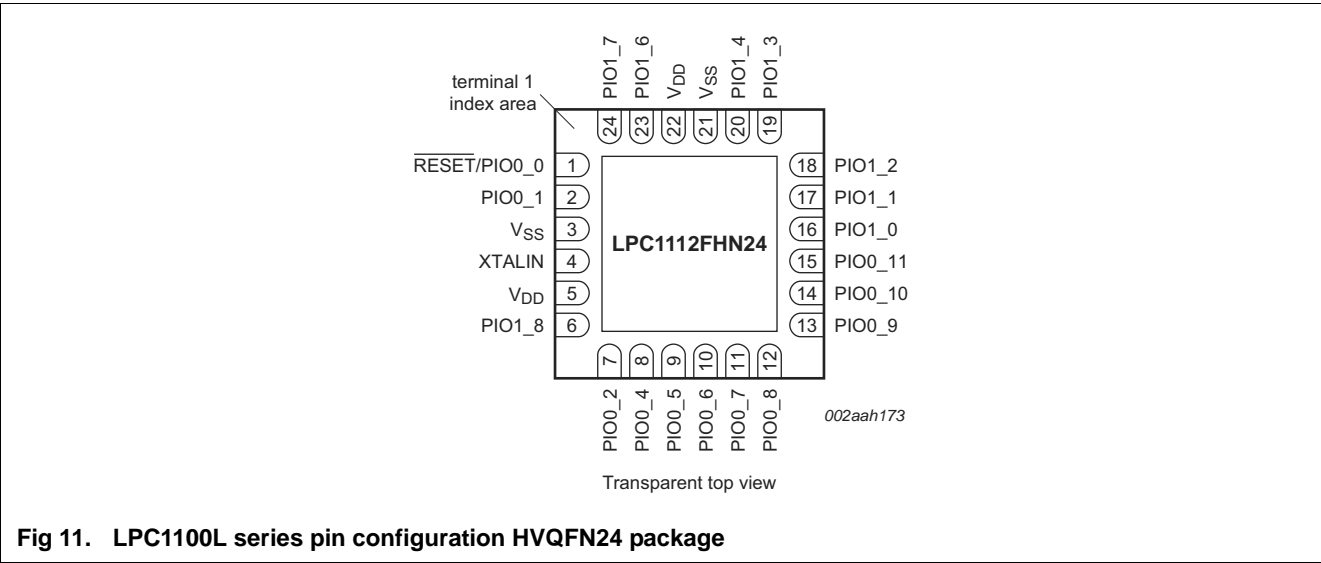 terminal 1
index area
PIO1_7
PIO1_6
VDD
VSS
PIO1_4
PIO1_3
24
23
22
21
20
19
RESET/PIO0_0 1
PIO0_1 2
VSS 3
XTALIN 4
VDD 5
PIO1_8 6
LPC1112FHN24
18 PIO1_2
17 PIO1_1
16 PIO1_0
15 PIO0_11
14 PIO0_10
13 PIO0_9
7
8
9
10
11
12
PIO0_2
PIO0_4
PIO0_5
PIO0_6
PIO0_7
PIO0_8
002aah173
Transparent top view
Fig 11. LPC1100L series pin configuration HVQFN24 package